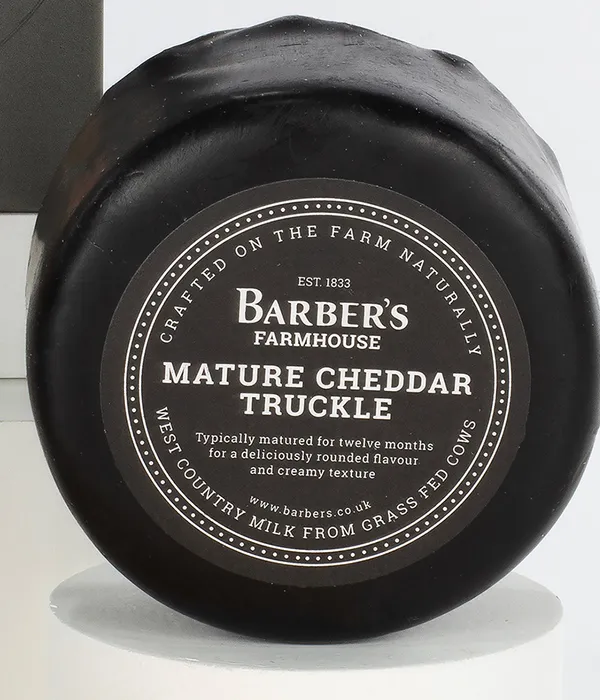 CRAFTED ON THE FARM NATURALLY
EST. 1833
BARBER'S
FARMHOUSE
MATURE CHEDDAR
TRUCKLE
Typically matured for twelve months
for a deliciously rounded flavour
and creamy texture
www.barbers.co.uk
WEST COUNTRY MILK FROM GRASS FED COWS